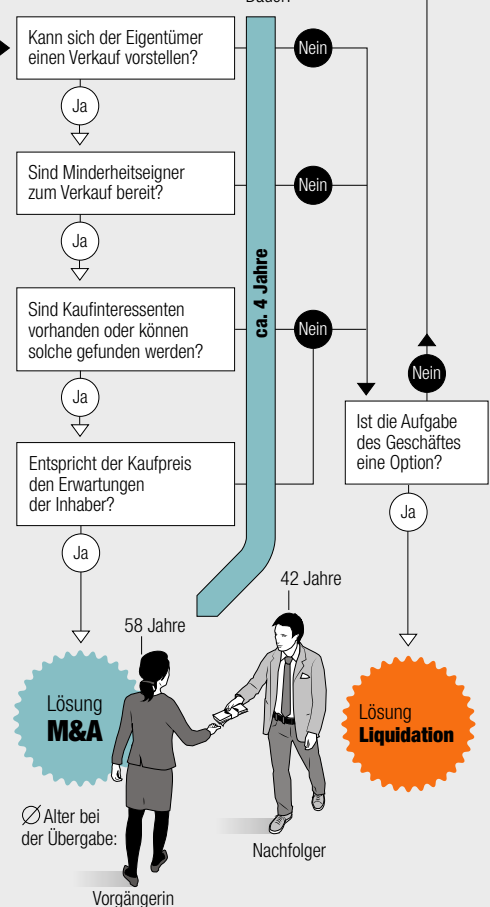 Kann sich der Eigentümer
einen Verkauf vorstellen?
Nein
Ja
Sind Minderheitseigner
zum Verkauf bereit?
Nein
Ja
ca. 4 Jahre
Sind Kaufinteressenten
vorhanden oder können
solche gefunden werden?
Nein
Ja
Nein
Entspricht der Kaufpreis
den Erwartungen
der Inhaber?
Ja
Ist die Aufgabe
des Geschäftes
eine Option?
Ja
58 Jahre
42 Jahre
Lösung
M&A
Lösung
Liquidation
∅ Alter bei
der Übergabe:
Nachfolger
Vorgängerin